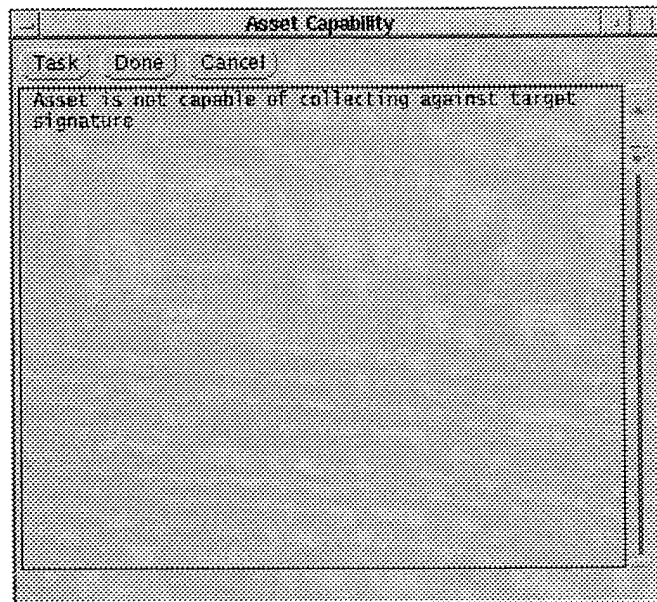 Asset Capability
Task Done Cancel
Asset is not capable of collecting against target
signature